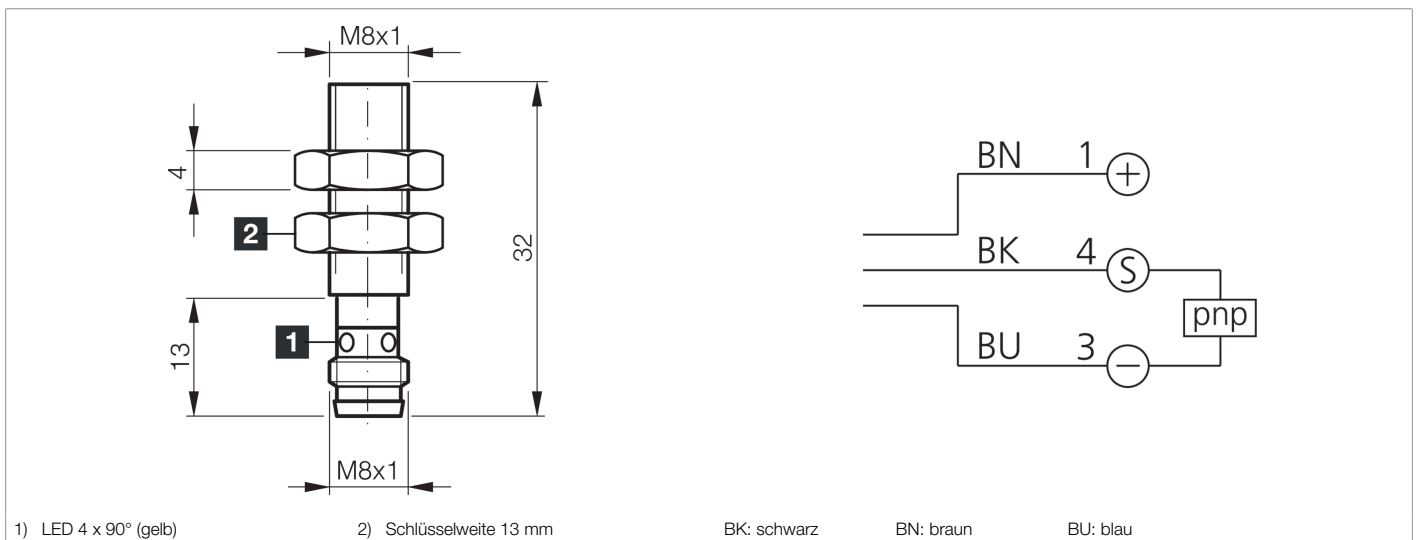 M8x1
4
2
32
13
1
M8x1
BN 1 +
BK 4 S
pnp
BU 3 −
1) LED 4 x 90° (gelb) 2) Schlüsselweite 13 mm BK: schwarz BN: braun BU: blau